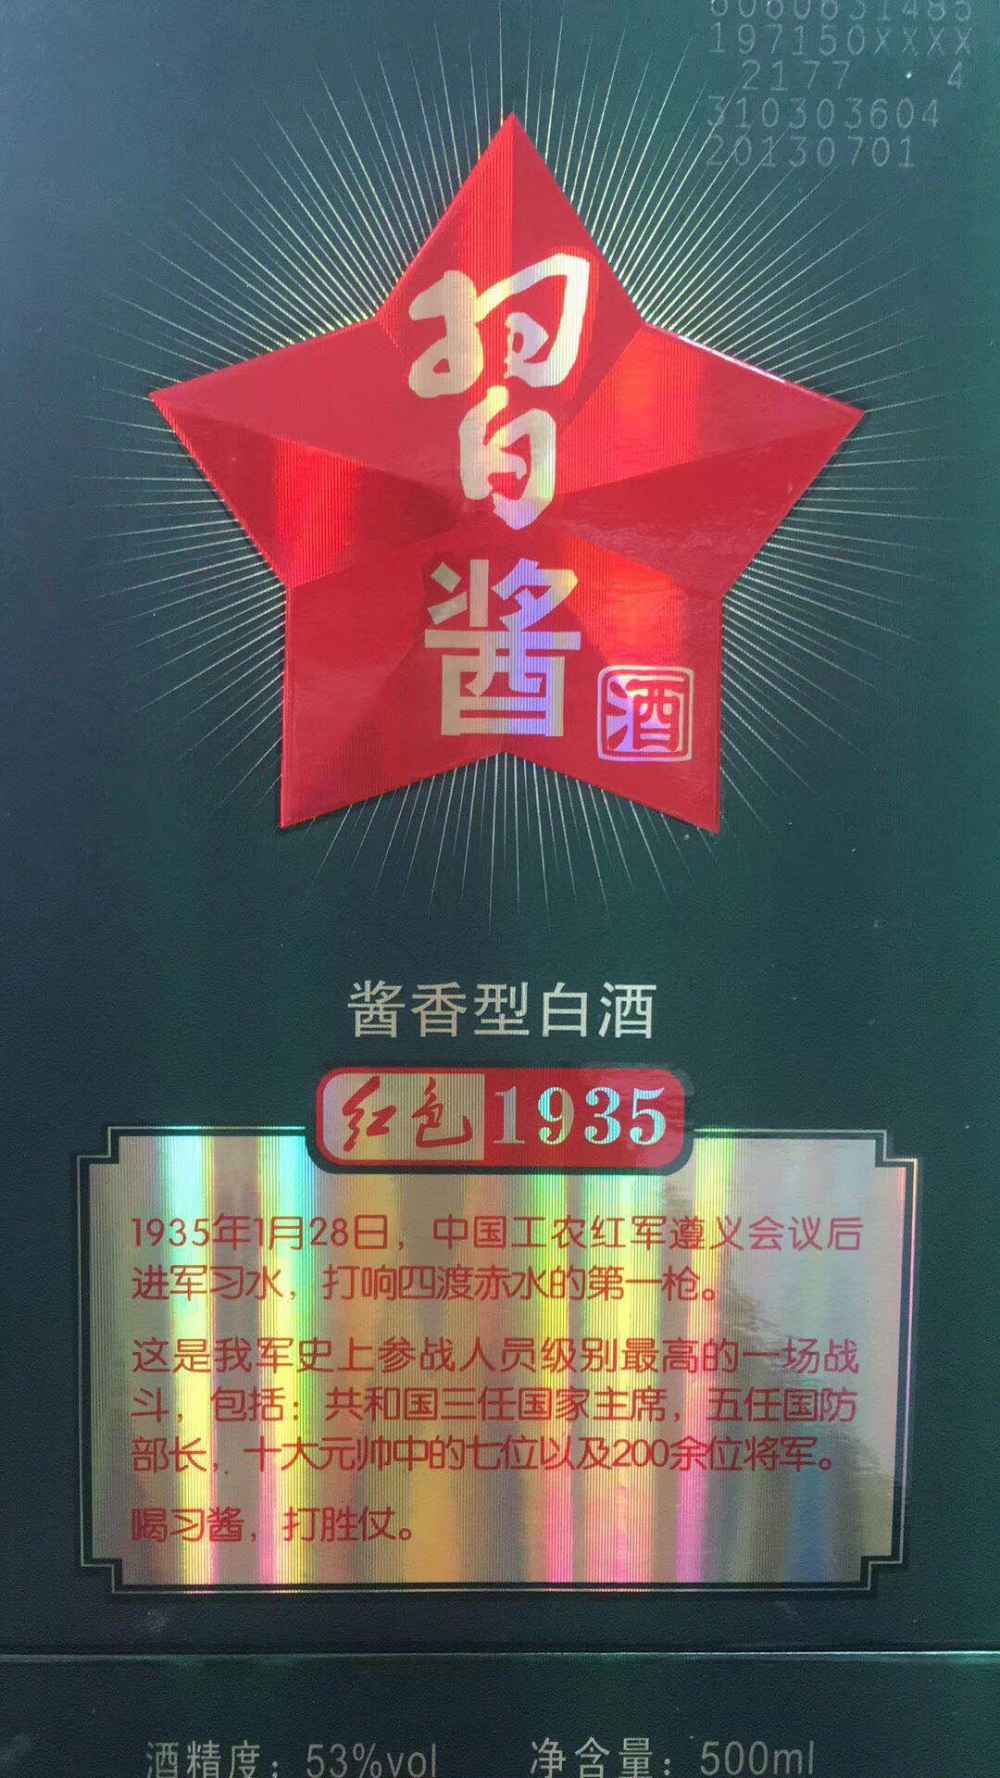 197150XXXX
2177 4
310303604
20130701
習
酱
酒
酱香型白酒
红色1935
1935年1月28日，中国工农红军遵义会议后
进军习水，打响四渡赤水的第一枪。
这是我军史上参战人员级别最高的一场战
斗，包括：共和国三任国家主席，五任国防
部长，十大元帅中的七位以及200余位将军。
喝习酱，打胜仗。
酒精度：53%vol 净含量：500ml